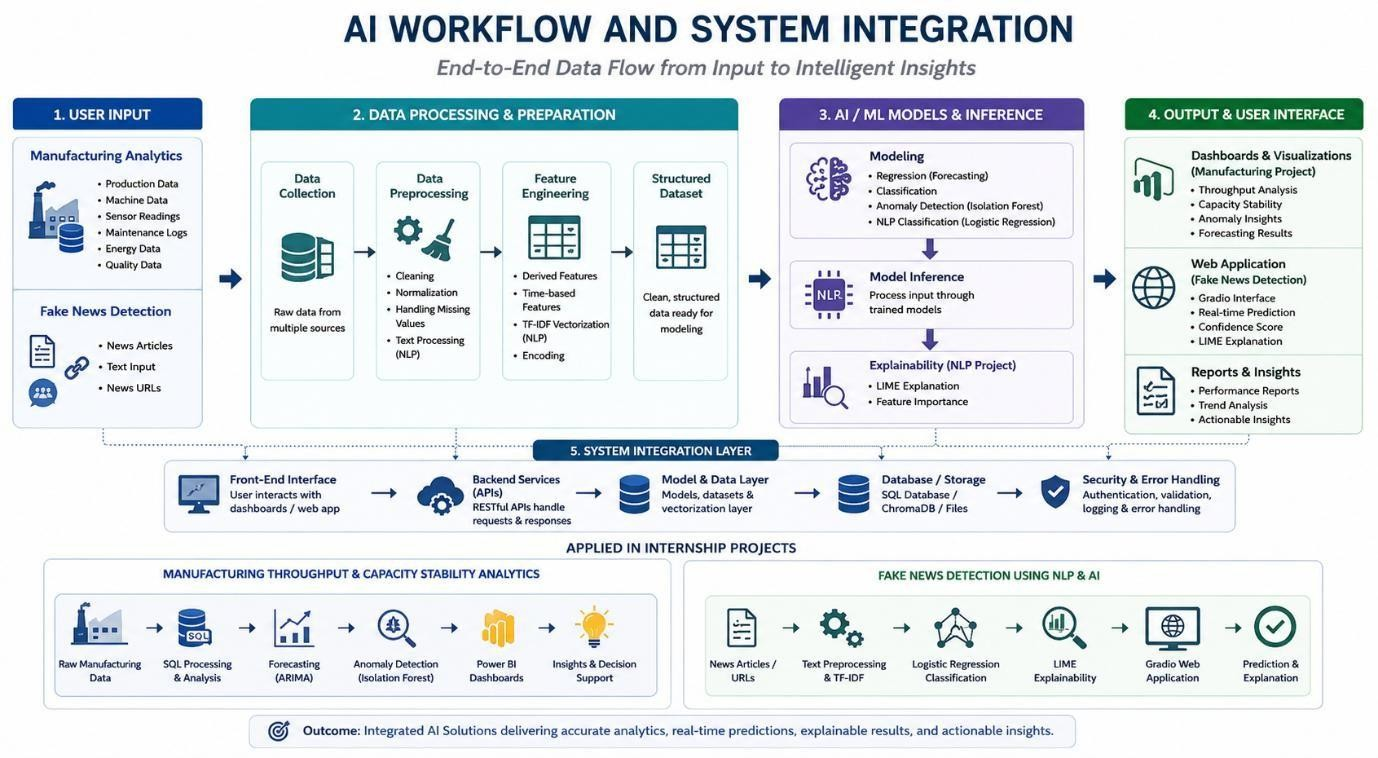 AI WORKFLOW AND SYSTEM INTEGRATION
End-to-End Data Flow from Input to Intelligent Insights
1. USER INPUT
Manufacturing Analytics
• Production Data
• Machine Data
• Sensor Readings
• Maintenance Logs
• Energy Data
• Quality Data
Fake News Detection
• News Articles
• Text Input
• News URLs
2. DATA PROCESSING & PREPARATION
Data
Collection
Raw data from
multiple sources
Data
Preprocessing
• Cleaning
• Normalization
• Handling Missing
Values
• Text Processing
(NLP)
Feature
Engineering
• Derived Features
• Time-based
Features
• TF-IDF Vectorization
(NLP)
• Encoding
Structured
Dataset
Clean, structured
data ready for
modeling
3. AI / ML MODELS & INFERENCE
Modeling
• Regression (Forecasting)
• Classification
• Anomaly Detection (Isolation Forest)
• NLP Classification (Logistic Regression)
NLP
Model Inference
Process input through
trained models
Explainability (NLP Project)
• LIME Explanation
• Feature Importance
4. OUTPUT & USER INTERFACE
Dashboards & Visualizations
(Manufacturing Project)
• Throughput Analysis
• Capacity Stability
• Anomaly Insights
• Forecasting Results
Web Application
(Fake News Detection)
• Gradio Interface
• Real-time Prediction
• Confidence Score
• LIME Explanation
Reports & Insights
• Performance Reports
• Trend Analysis
• Actionable Insights
5. SYSTEM INTEGRATION LAYER
Front-End Interface
User interacts with
dashboards / web app
Backend Services
(APIs)
RESTful APIs handle
requests & responses
Model & Data Layer
Models, datasets &
vectorization layer
Database / Storage
SQL Database /
ChromaDB / Files
Security & Error Handling
Authentication, validation,
logging & error handling
APPLIED IN INTERNSHIP PROJECTS
MANUFACTURING THROUGHPUT & CAPACITY STABILITY ANALYTICS
Raw Manufacturing
Data
SQL
SQL Processing
& Analysis
Forecasting
(ARIMA)
Anomaly Detection
(Isolation Forest)
Power BI
Dashboards
Insights & Decision
Support
FAKE NEWS DETECTION USING NLP & AI
News Articles /
URLs
Text Preprocessing
& TF-IDF
Logistic Regression
Classification
LIME
Explainability
Gradio Web
Application
Prediction &
Explanation
Outcome: Integrated AI Solutions delivering accurate analytics, real-time predictions, explainable results, and actionable insights.